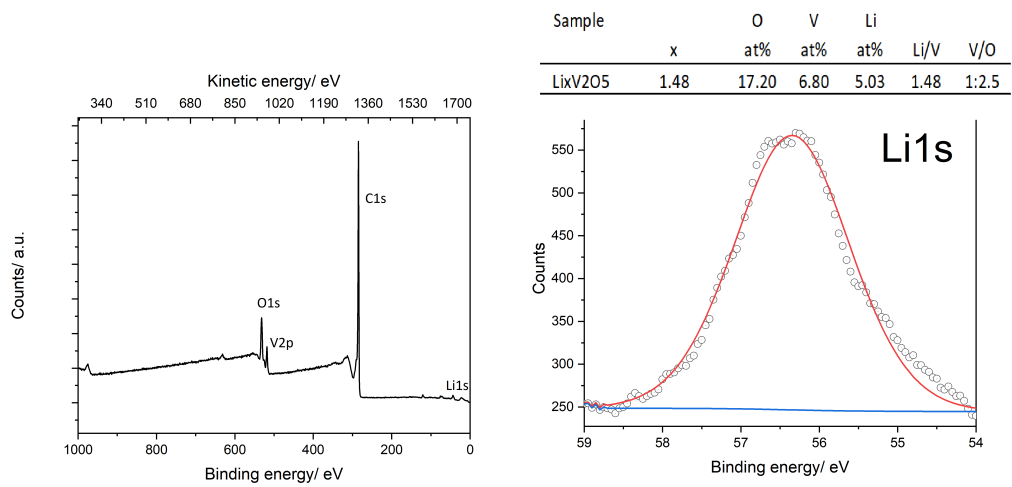 Sample O V Li
x at% at% at% Li/V V/O
LixV2O5 1.48 17.20 6.80 5.03 1.48 1:2.5
Kinetic energy/ eV
340 510 680 850 1020 1190 1360 1530 1700
C1s
O1s
V2p
Li1s
Counts/ a.u.
1000 800 600 400 200 0
Binding energy/ eV
Li1s
550
500
450
400
350
300
250
Counts
59 58 57 56 55 54
Binding energy/ eV